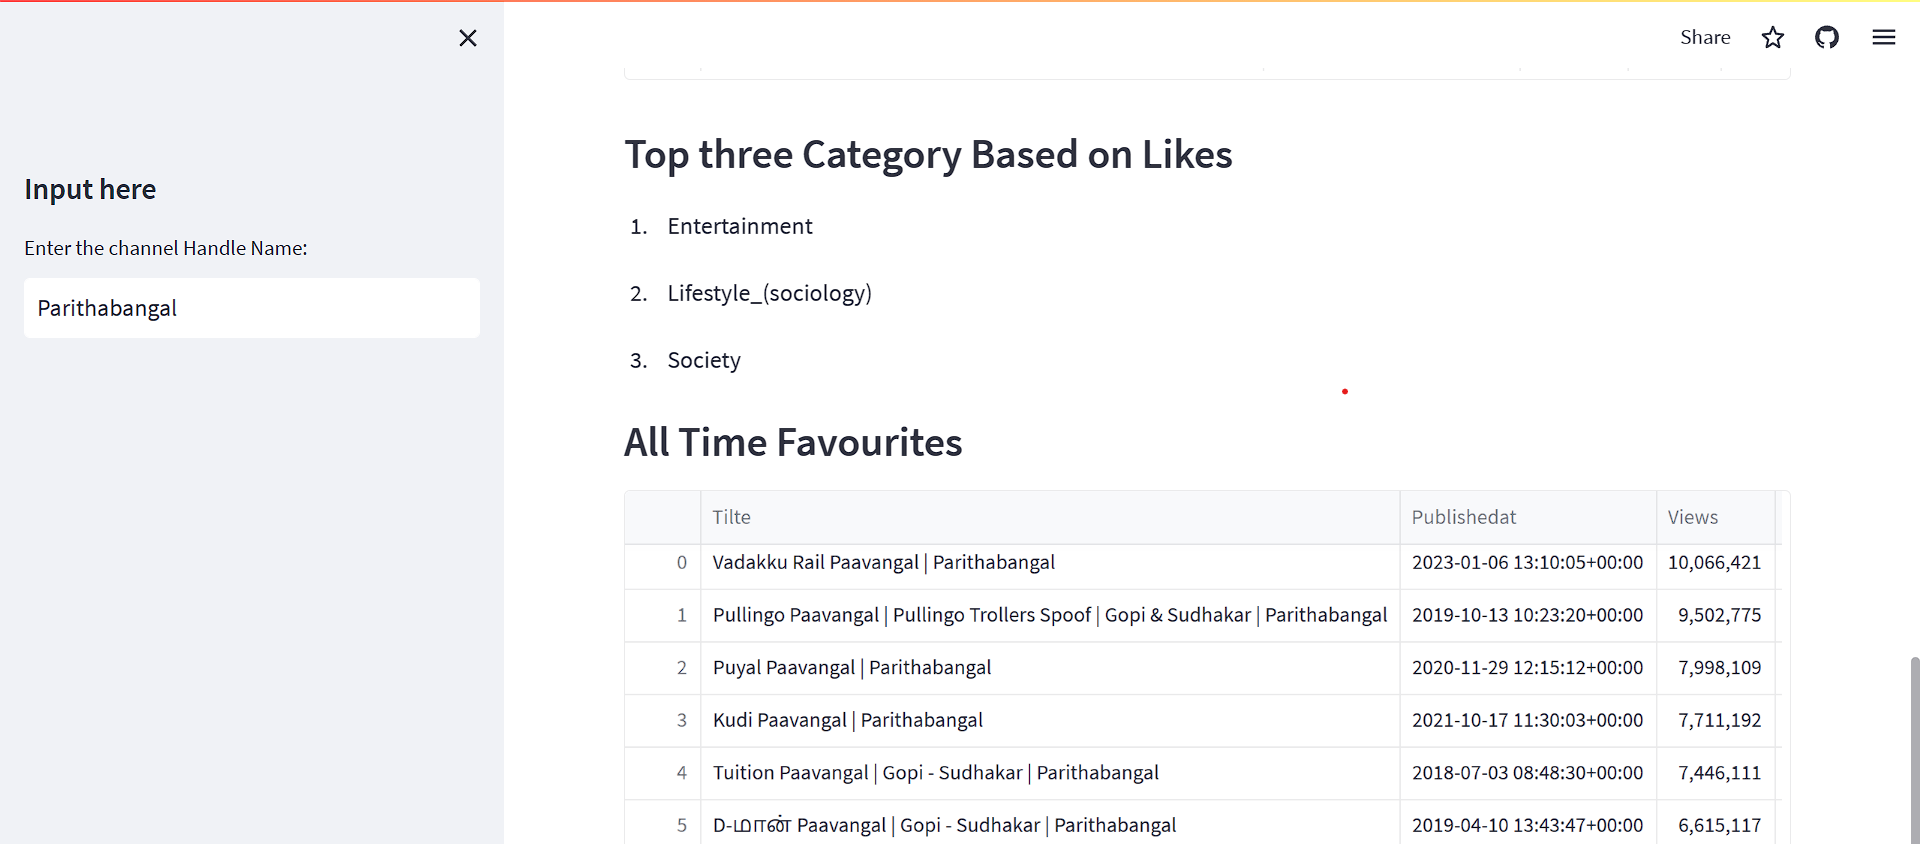 Share
Input here
Enter the channel Handle Name:
Parithabangal
Top three Category Based on Likes
1. Entertainment
2. Lifestyle_(sociology)
3. Society
All Time Favourites
Tilte Publishedat Views
0 Vadakku Rail Paavangal | Parithabangal 2023-01-06 13:10:05+00:00 10,066,421
1 Pullingo Paavangal | Pullingo Trollers Spoof | Gopi & Sudhakar | Parithabangal 2019-10-13 10:23:20+00:00 9,502,775
2 Puyal Paavangal | Parithabangal 2020-11-29 12:15:12+00:00 7,998,109
3 Kudi Paavangal | Parithabangal 2021-10-17 11:30:03+00:00 7,711,192
4 Tuition Paavangal | Gopi - Sudhakar | Parithabangal 2018-07-03 08:48:30+00:00 7,446,111
5 D-மான் Paavangal | Gopi - Sudhakar | Parithabangal 2019-04-10 13:43:47+00:00 6,615,117